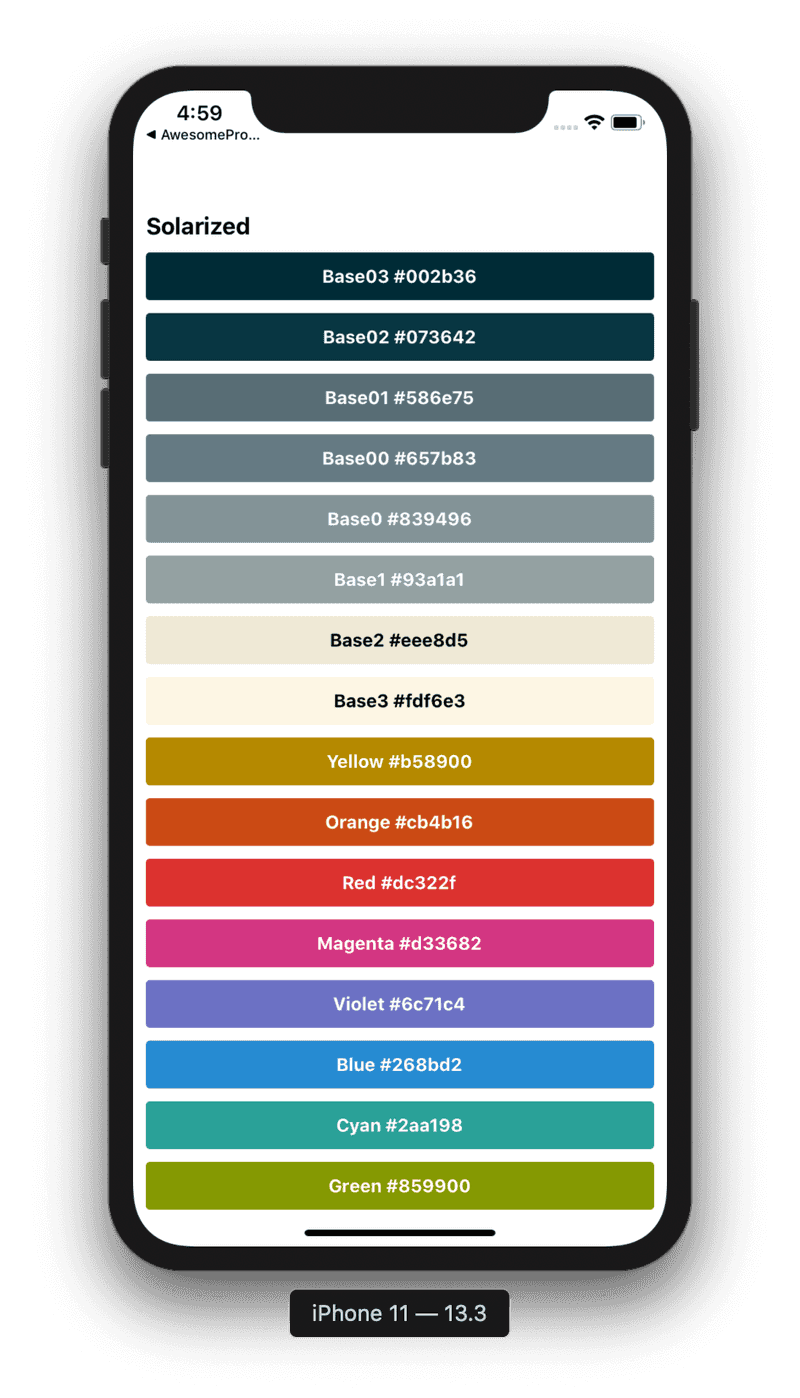 4:59
◀ AwesomePro...
Solarized
Base03 #002b36
Base02 #073642
Base01 #586e75
Base00 #657b83
Base0 #839496
Base1 #93a1a1
Base2 #eee8d5
Base3 #fdf6e3
Yellow #b58900
Orange #cb4b16
Red #dc322f
Magenta #d33682
Violet #6c71c4
Blue #268bd2
Cyan #2aa198
Green #859900
iPhone 11 — 13.3